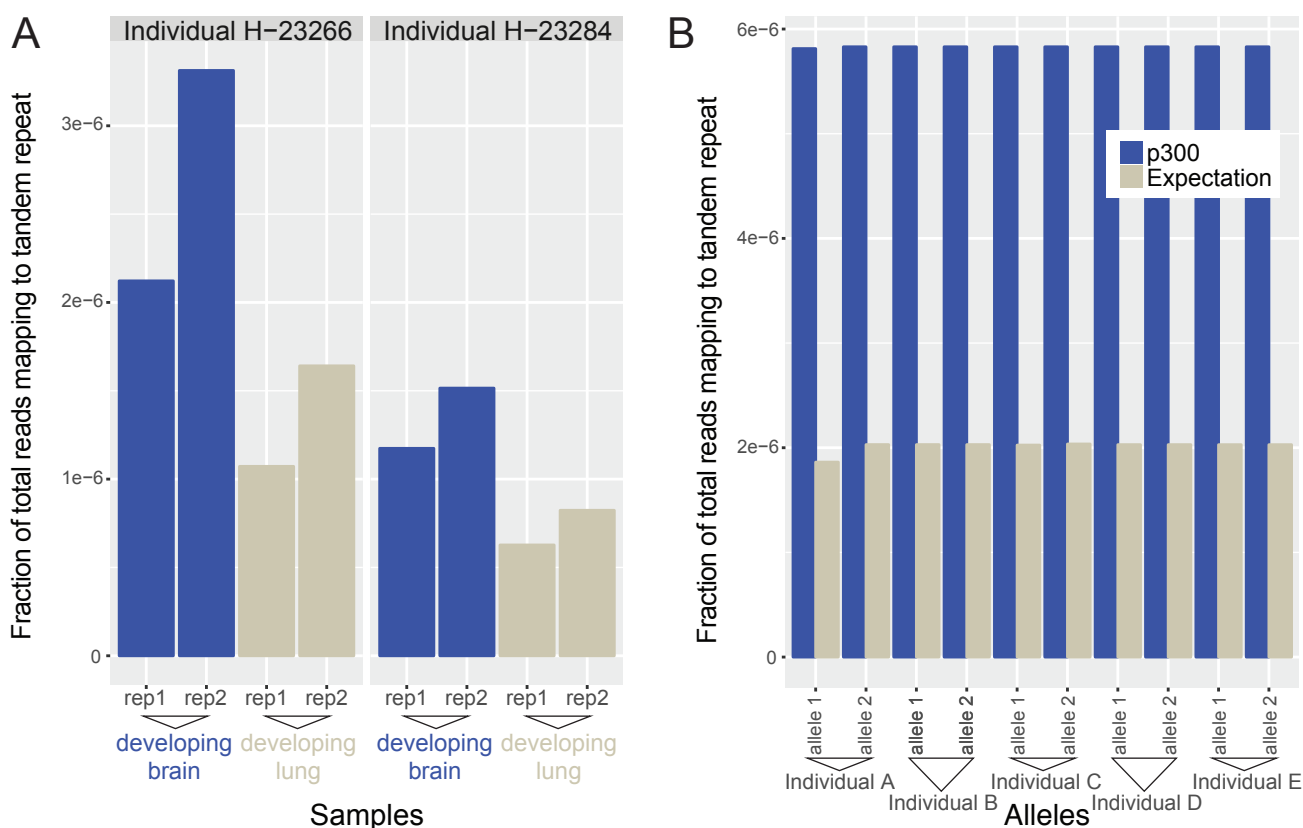 A
Individual H−23266
Individual H−23284
Fraction of total reads mapping to tandem repeat
3e−6
2e−6
1e−6
0
rep1 rep2 rep1 rep2
rep1 rep2 rep1 rep2
developing brain
developing lung
developing brain
developing lung
Samples
B
Fraction of total reads mapping to tandem repeat
6e−6
4e−6
2e−6
0
p300
Expectation
allele 1
allele 2
allele 1
allele 2
allele 1
allele 2
allele 1
allele 2
allele 1
allele 2
Individual A
Individual B
Individual C
Individual D
Individual E
Alleles